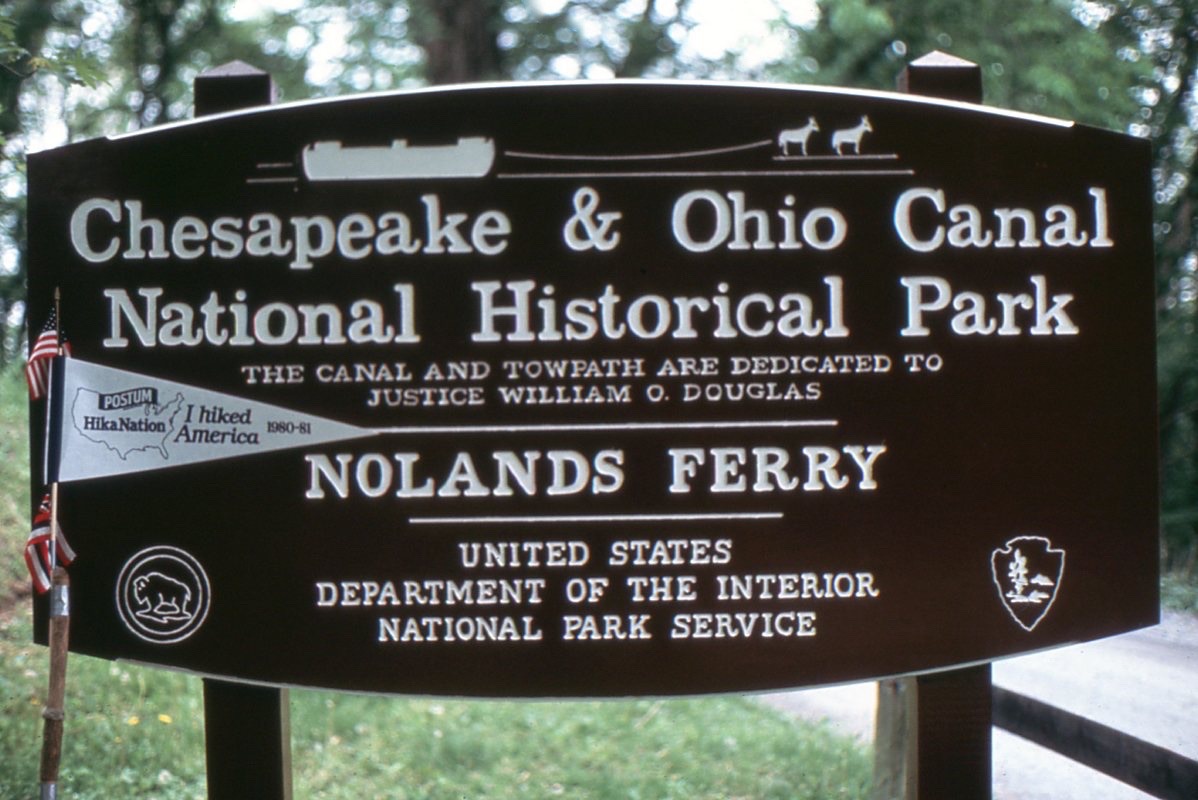 Chesapeake & Ohio Canal
National Historical Park
THE CANAL AND TOWPATH ARE DEDICATED TO
JUSTICE WILLIAM O. DOUGLAS
POSTUM
HikaNation
I hiked
America
1980-81
NOLANDS FERRY
UNITED STATES
DEPARTMENT OF THE INTERIOR
NATIONAL PARK SERVICE